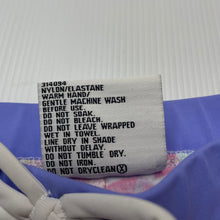 314094
NYLON/ELASTANE
WARM HAND/
GENTLE MACHINE WASH
BEFORE USE.
DO NOT SOAK.
DO NOT BLEACH.
DO NOT LEAVE WRAPPED
WET IN TOWEL.
LINE DRY IN SHADE
WITHOUT DELAY.
DO NOT TUMBLE DRY.
DO NOT IRON.
DO NOT DRYCLEAN